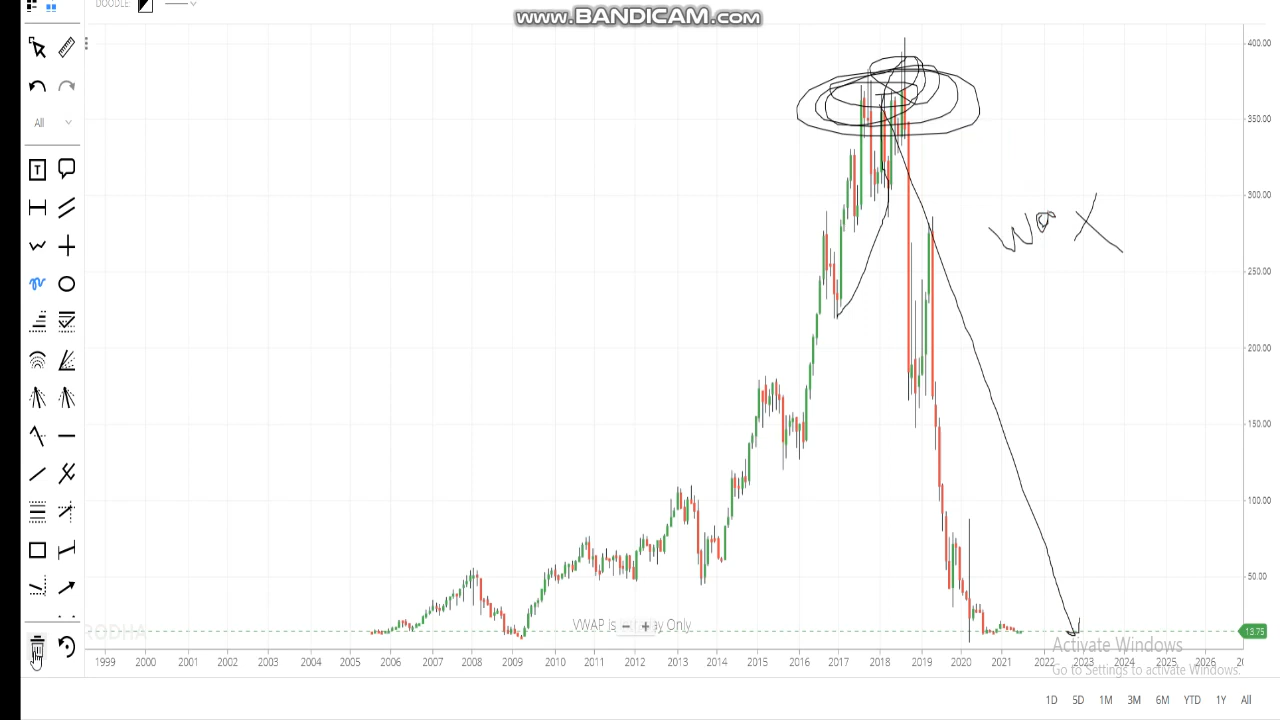 DOODLE:
www.BANDICAM.com
All
T
400.00
350.00
300.00
250.00
200.00
150.00
100.00
50.00
13.75
X
RODHA
VWAP is
ay Only
1999 2000 2001 2002 2003 2004 2005 2006 2007 2008 2009 2010 2011 2012 2013 2014 2015 2016 2017 2018 2019 2020 2021 2022 2023 2024 2025 2026 20
Activate Windows
Go to Settings to activate Windows.
1D 5D 1M 3M 6M YTD 1Y All